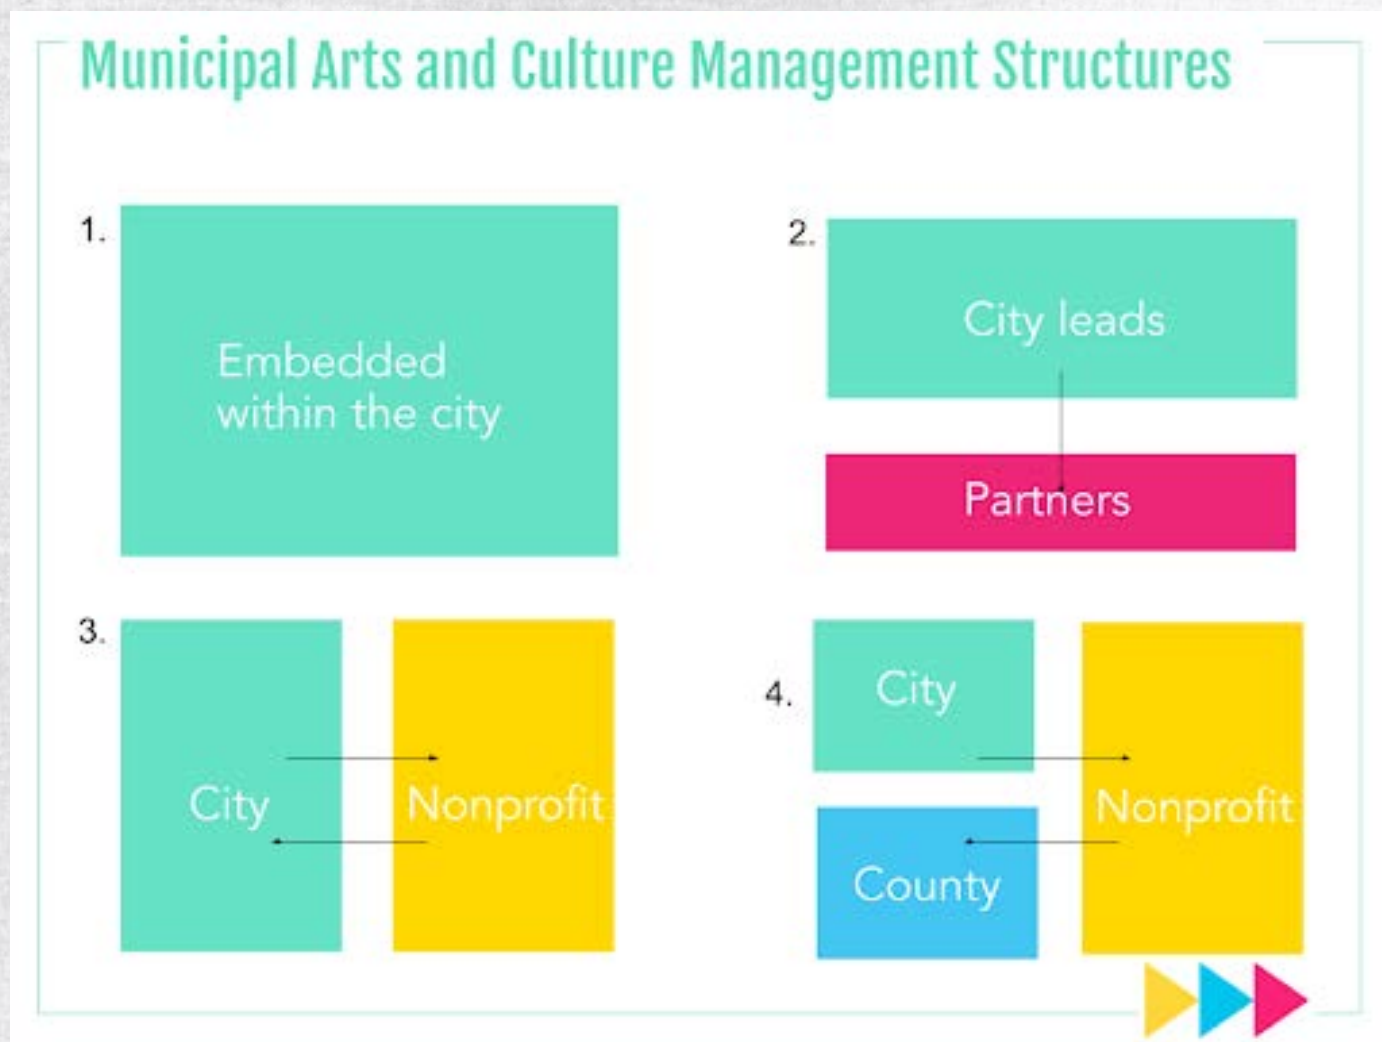 Municipal Arts and Culture Management Structures
1.
Embedded
within the city
2.
City leads
Partners
3.
City
Nonprofit
4.
City
County
Nonprofit